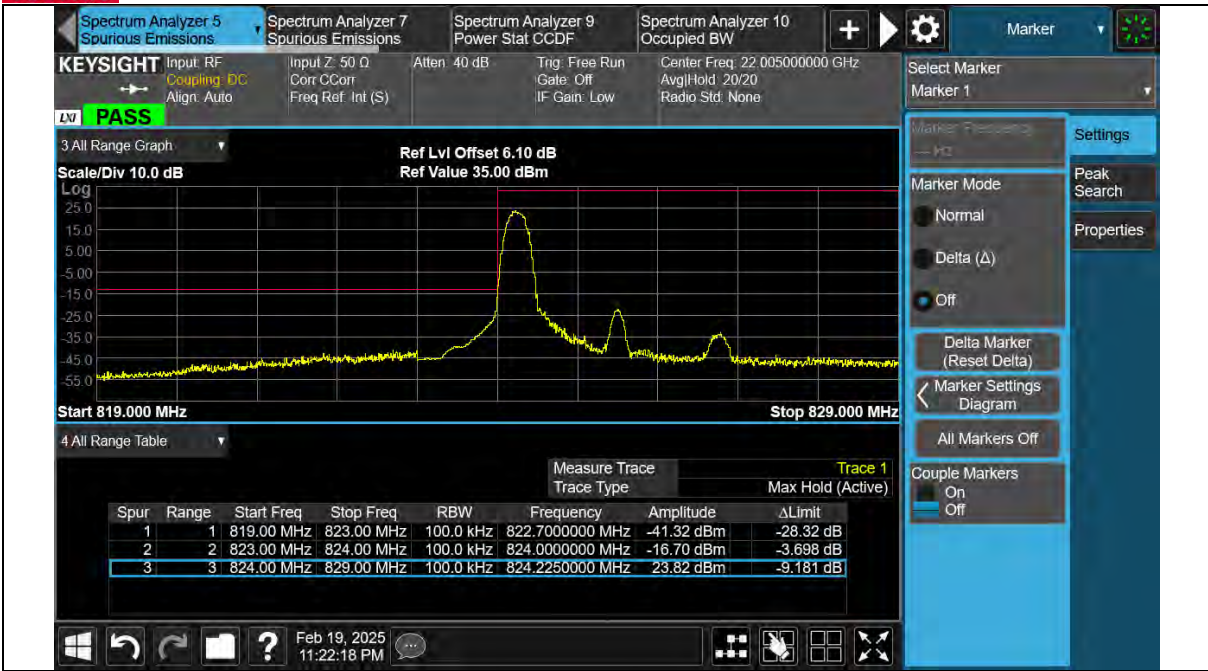 Spectrum Analyzer 5
Spurious Emissions
Spectrum Analyzer 7
Spurious Emissions
Spectrum Analyzer 9
Power Stat CCDF
Spectrum Analyzer 10
Occupied BW
+
Marker
KEYSIGHT
Input: RF
Coupling: DC
Align: Auto
Input Z: 50 Ω
Corr CCorr
Freq Ref: Int (S)
Atten: 40 dB
Trig: Free Run
Gate: Off
IF Gain: Low
Center Freq: 22.005000000 GHz
Avg|Hold: 20/20
Radio Std: None
LXI PASS
Select Marker
Marker 1
Marker Frequency
--- Hz
Settings
Peak Search
Properties
Marker Mode
Normal
Delta (Δ)
Off
Delta Marker
(Reset Delta)
Marker Settings
Diagram
All Markers Off
Couple Markers
On
Off
3 All Range Graph
Ref Lvl Offset 6.10 dB
Scale/Div 10.0 dB
Ref Value 35.00 dBm
Log
25.0
15.0
5.00
-5.00
-15.0
-25.0
-35.0
-45.0
-55.0
Start 819.000 MHz
Stop 829.000 MHz
4 All Range Table
Measure Trace Trace 1
Trace Type Max Hold (Active)
Spur Range Start Freq Stop Freq RBW Frequency Amplitude ΔLimit
1 1 819.00 MHz 823.00 MHz 100.0 kHz 822.7000000 MHz -41.32 dBm -28.32 dB
2 2 823.00 MHz 824.00 MHz 100.0 kHz 824.0000000 MHz -16.70 dBm -3.698 dB
3 3 824.00 MHz 829.00 MHz 100.0 kHz 824.2250000 MHz 23.82 dBm -9.181 dB
?
Feb 19, 2025
11:22:18 PM